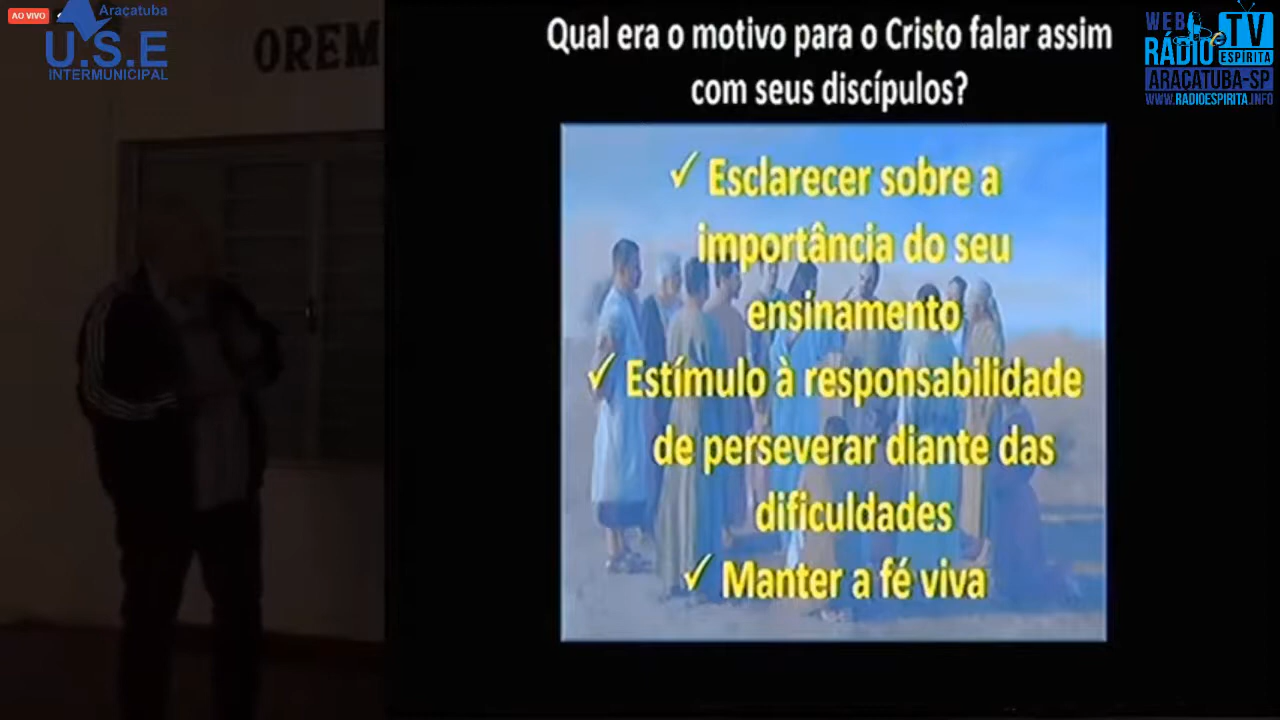 AO VIVO
Araçatuba
U.S.E
INTERMUNICIPAL
OREM
Qual era o motivo para o Cristo falar assim
com seus discípulos?
✓ Esclarecer sobre a
importância do seu
ensinamento
✓ Estímulo à responsabilidade
de perseverar diante das
dificuldades
✓ Manter a fé viva
WEB
RÁDIO e TV
ESPÍRITA
ARAÇATUBA-SP
WWW.RADIOESPIRITA.INFO